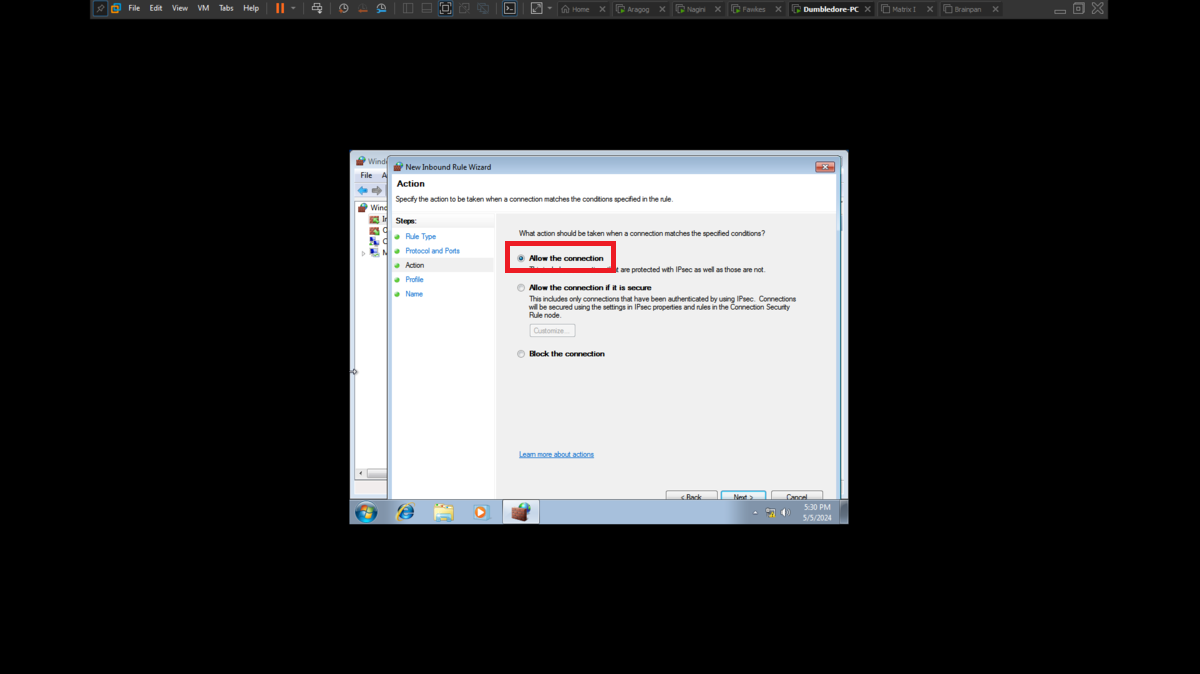 File Edit View VM Tabs Help
Home Aragog Nagini Fawkes Dumbledore-PC Matrix I Brainpan
New Inbound Rule Wizard
File
Action
Specify the action to be taken when a connection matches the conditions specified in the rule.
Steps:
Rule Type
Protocol and Ports
Action
Profile
Name
What action should be taken when a connection matches the specified conditions?
Allow the connection
are protected with IPsec as well as those are not.
Allow the connection if it is secure
This includes only connections that have been authenticated by using IPsec. Connections
will be secured using the settings in IPsec properties and rules in the Connection Security
Rule node.
Customize...
Block the connection
Learn more about actions
< Back Next > Cancel
5:30 PM
5/5/2024